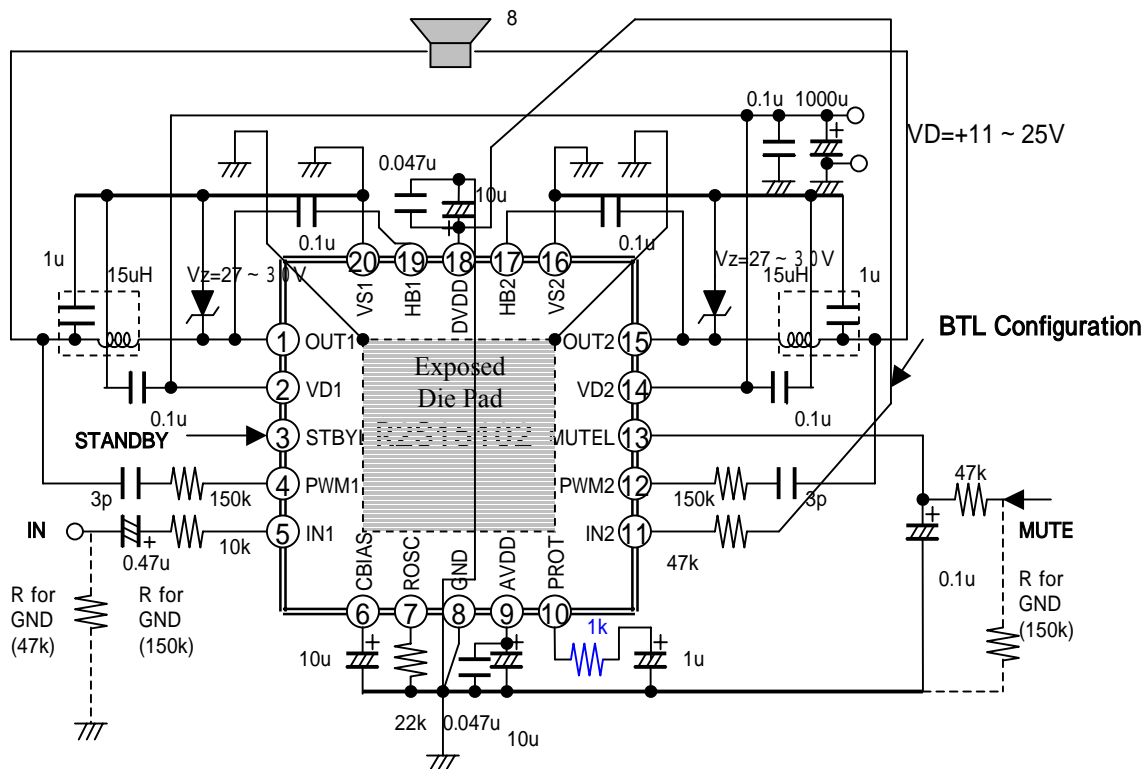 8
0.1u 1000u
VD=+11 ~ 25V
0.047u
10u
0.1u
0.1u
1u
15uH
Vz=27 ~ 30V
Vz=27 ~ 30V
15uH
1u
20 19 18 17 16
VS1 HB1 DVDD HB2 VS2
BTL Configuration
1 OUT1
OUT2 15
Exposed
Die Pad
R2S15102
2 VD1
VD2 14
0.1u
0.1u
STANDBY
3 STBYL
MUTEL 13
4 PWM1
PWM2 12
3p
150k
150k
3p
47k
IN
5 IN1
IN2 11
0.47u
10k
47k
MUTE
0.1u
CBIAS ROSC GND AVDD PROT
6 7 8 9 10
R for
GND
(47k)
R for
GND
(150k)
R for
GND
(150k)
10u
1k
1u
22k
0.047u
10u